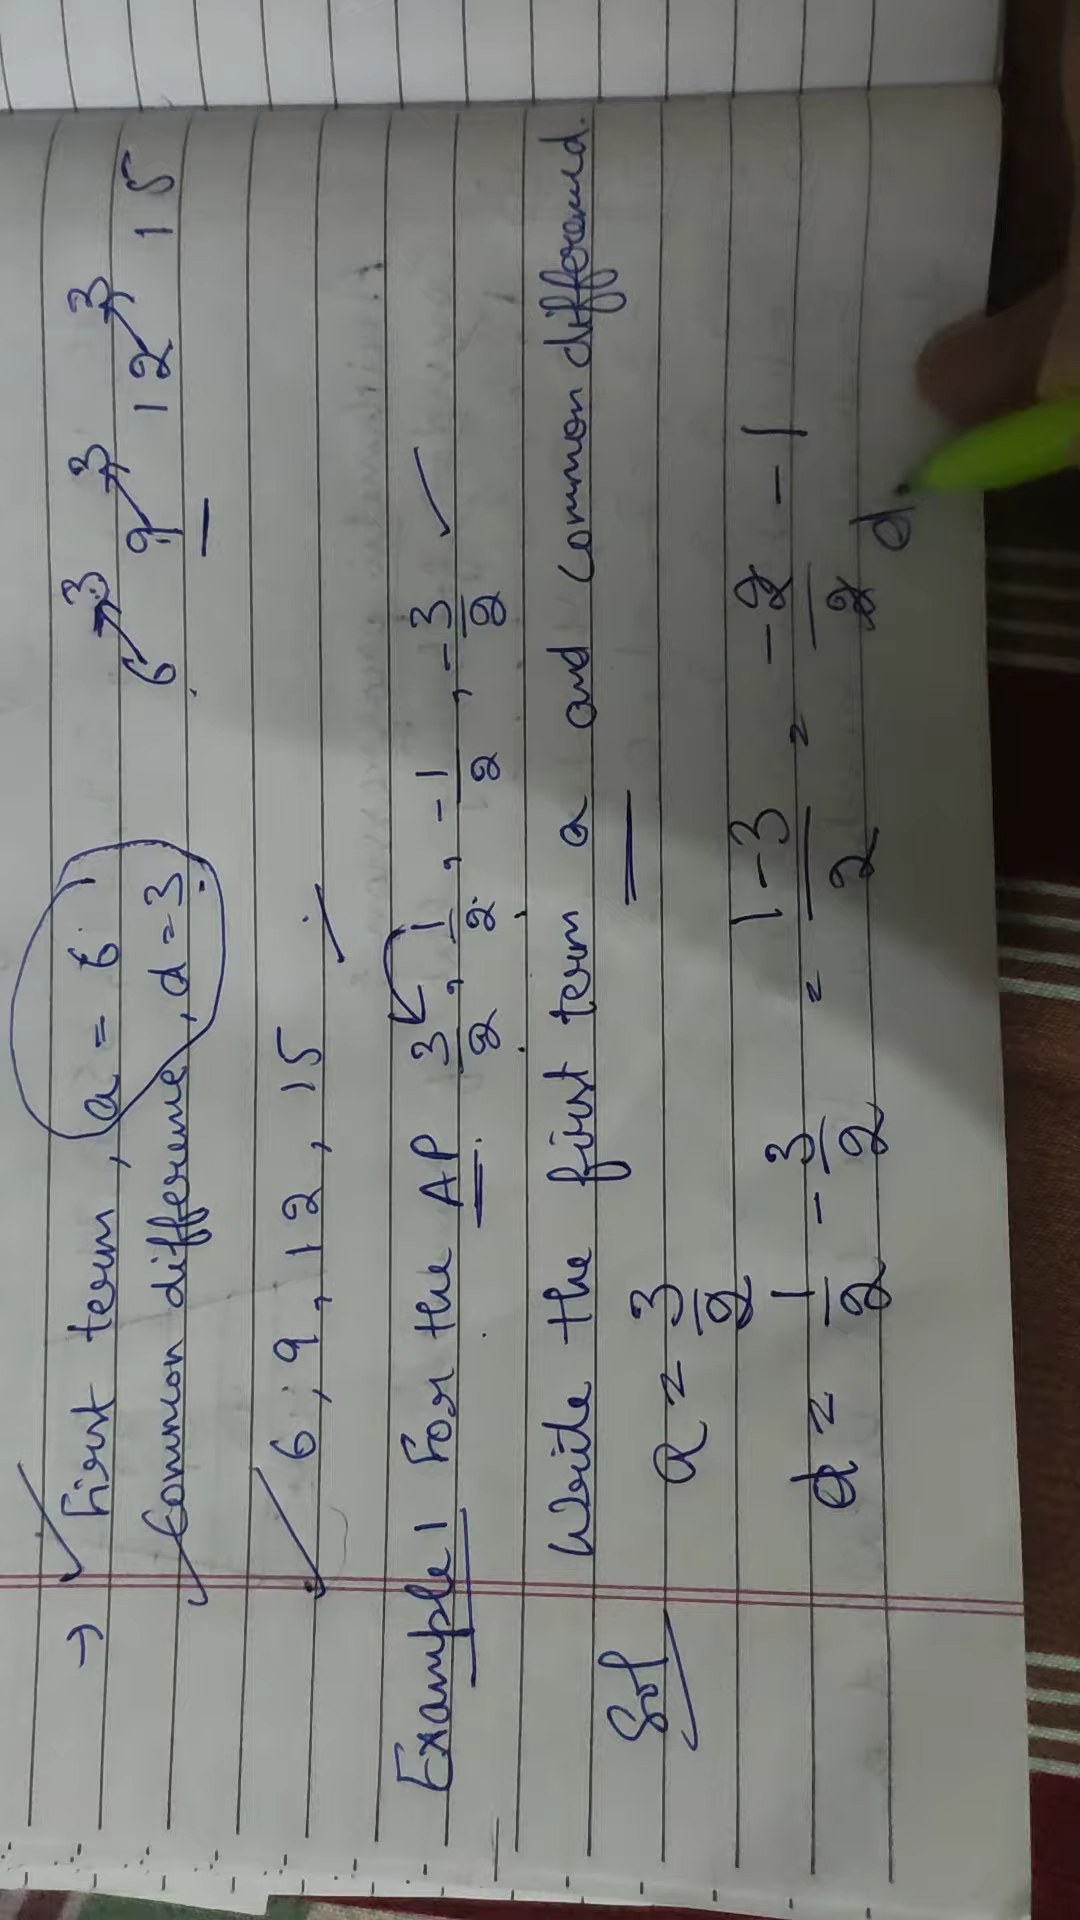 → First term, a = 6
3 3 3
6 9 12 15
Common difference, d = 3
6, 9, 12, 15
Example 1 For the AP 3/2, 1/2, -1/2, -3/2
Write the first term a and common differend.
Sol
a = 3/2
d = 1/2 - 3/2 = 1-3/2 = -2/2 - 1
d